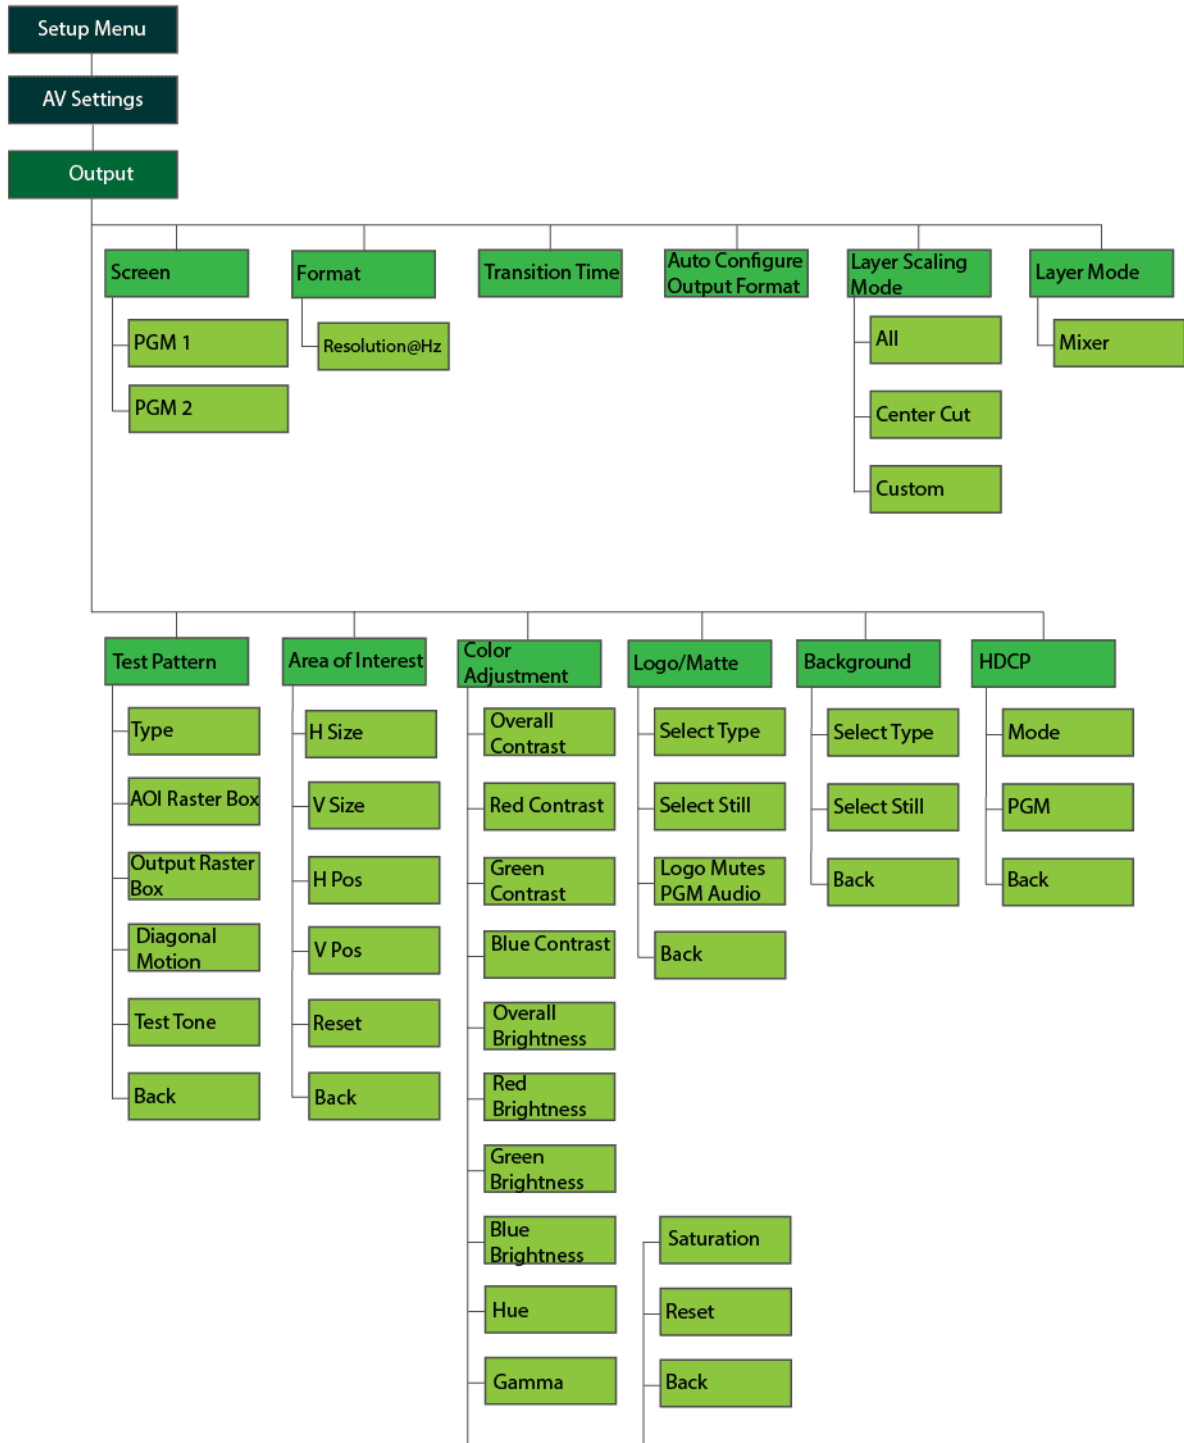 Setup Menu
AV Settings
Output
Screen
PGM 1
PGM 2
Format
Resolution@Hz
Transition Time
Auto Configure
Output Format
Layer Scaling
Mode
All
Center Cut
Custom
Layer Mode
Mixer
Test Pattern
Type
AOI Raster Box
Output Raster
Box
Diagonal
Motion
Test Tone
Back
Area of Interest
H Size
V Size
H Pos
V Pos
Reset
Back
Color
Adjustment
Overall
Contrast
Red Contrast
Green
Contrast
Blue Contrast
Overall
Brightness
Red
Brightness
Green
Brightness
Blue
Brightness
Hue
Gamma
Saturation
Reset
Back
Logo/Matte
Select Type
Select Still
Logo Mutes
PGM Audio
Back
Background
Select Type
Select Still
Back
HDCP
Mode
PGM
Back